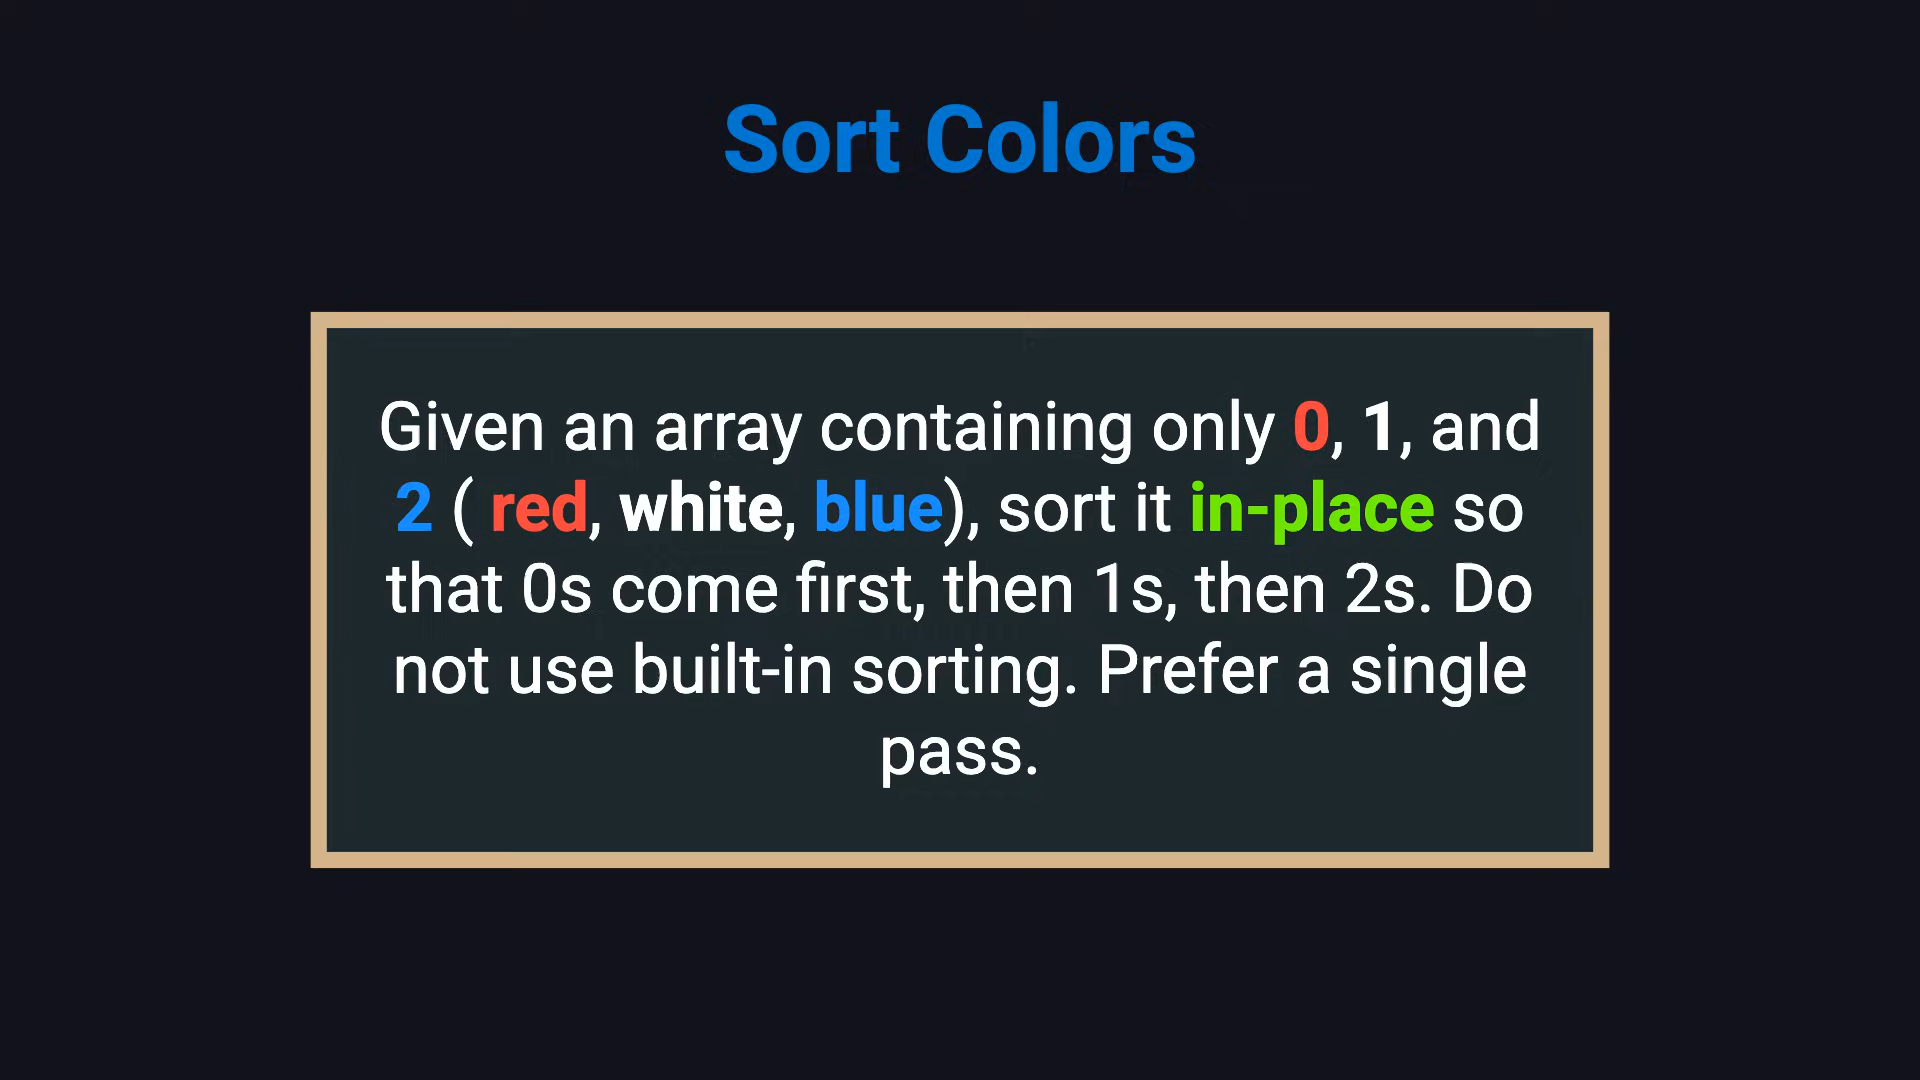 Sort Colors
Given an array containing only 0, 1, and
2 ( red, white, blue), sort it in-place so
that 0s come first, then 1s, then 2s. Do
not use built-in sorting. Prefer a single
pass.